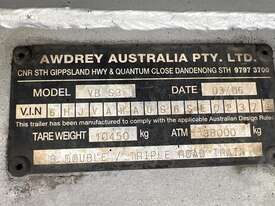 AWDREY AUSTRALIA PTY. LTD.
CNR STH GIPPSLAND HWY & QUANTUM CLOSE DANDENONG STH 9797 3700
MODEL VB S3 DATE 03/06
V.I.N
This trailer has been manufactured to comply with the applicable Australian Design Rules
TARE WEIGHT 10450 kg ATM 38000 kg
B DOUBLE / TRIPLE ROAD TRAIN